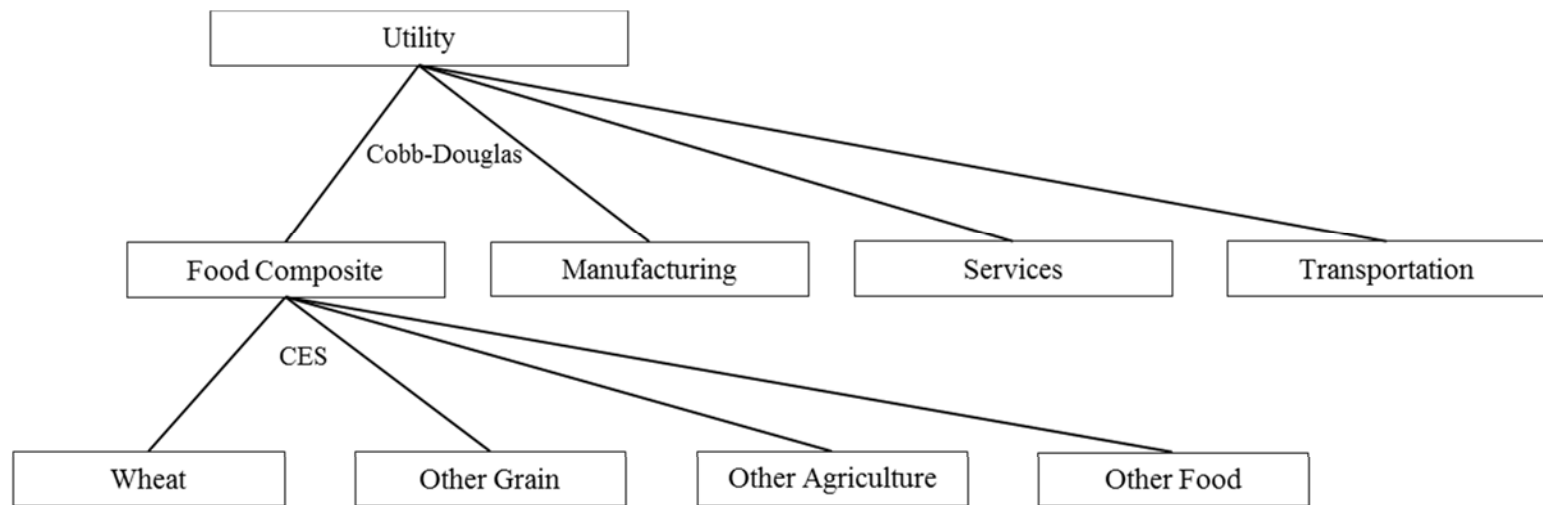 Utility
Cobb-Douglas
Food Composite
Manufacturing
Services
Transportation
CES
Wheat
Other Grain
Other Agriculture
Other Food